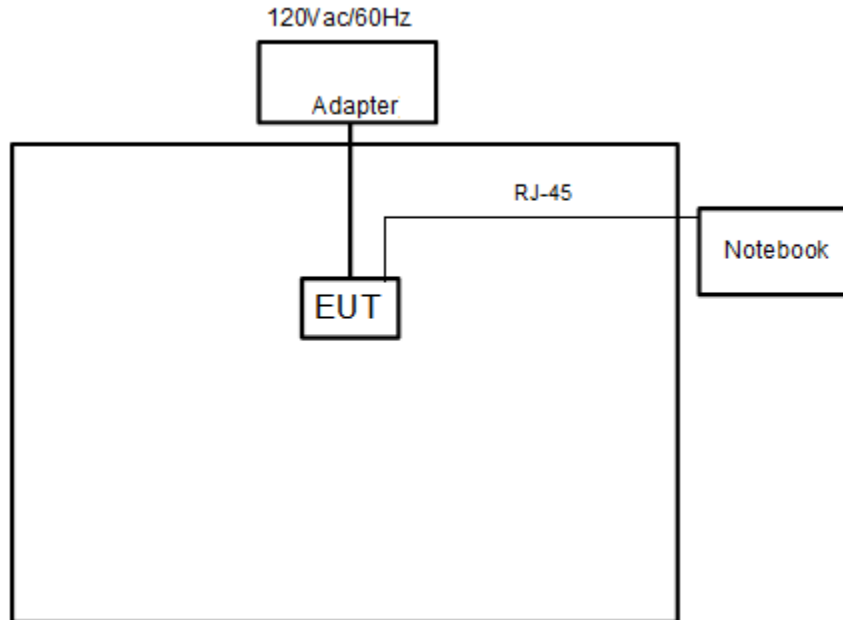 120Vac/60Hz
Adapter
RJ-45
Notebook
EUT